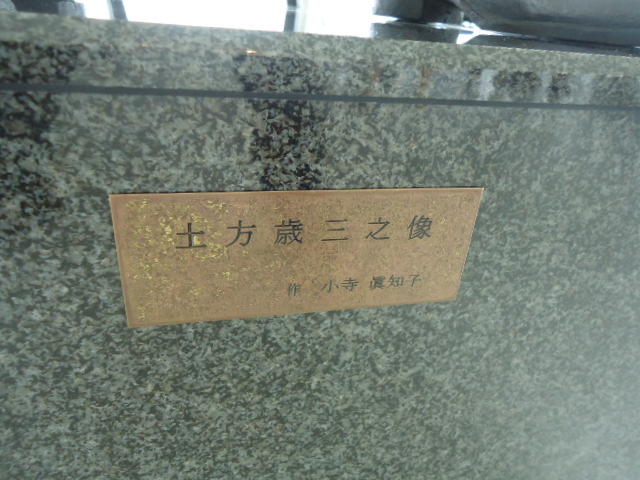 土方歳三之像
作 小寺 眞知子